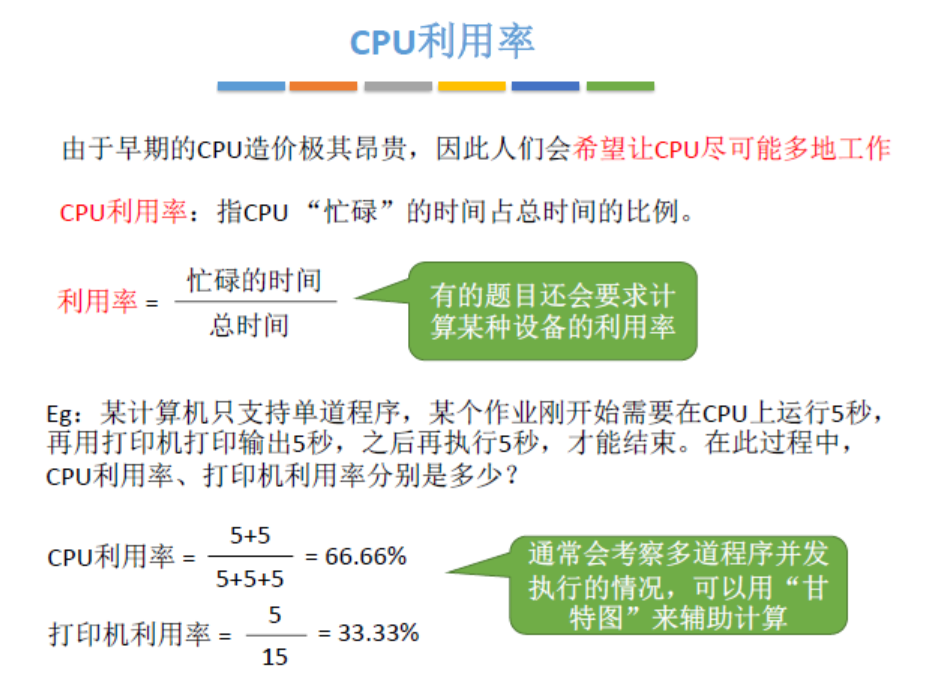 CPU利用率
由于早期的CPU造价极其昂贵，因此人们会希望让CPU尽可能多地工作
CPU利用率：指CPU “忙碌”的时间占总时间的比例。
利用率 =
忙碌的时间
总时间
有的题目还会要求计
算某种设备的利用率
Eg：某计算机只支持单道程序，某个作业刚开始需要在CPU上运行5秒，
再用打印机打印输出5秒，之后再执行5秒，才能结束。在此过程中，
CPU利用率、打印机利用率分别是多少？
CPU利用率 =
5+5
5+5+5
= 66.66%
通常会考察多道程序并发
执行的情况，可以用“甘
特图”来辅助计算
打印机利用率 =
5
15
= 33.33%